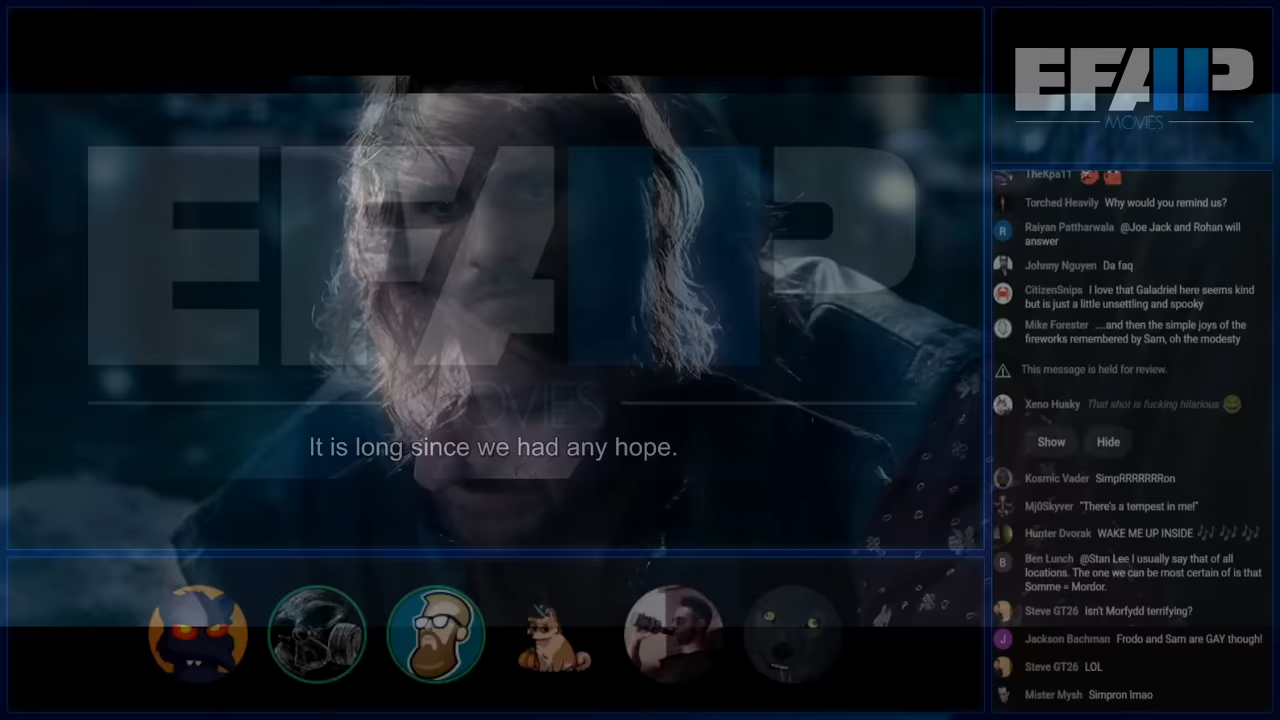 EFAP
MOVIES
It is long since we had any hope.
EFAP
MOVIES
TheKpa11
Torched Heavily Why would you remind us?
Raiyan Pattharwala @Joe Jack and Rohan will
answer
Johnny Nguyen Da faq
CitizenSnips I love that Galadriel here seems kind
but is just a little unsettling and spooky
Mike Forester ....and then the simple joys of the
fireworks remembered by Sam, oh the modesty
This message is held for review.
Xeno Husky That shot is fucking hilarious
Show Hide
Kosmic Vader SimpRRRRRRRon
Mj0Skyver "There's a tempest in me!"
Hunter Dvorak WAKE ME UP INSIDE
Ben Lunch @Stan Lee I usually say that of all
locations. The one we can be most certain of is that
Somme = Mordor.
Steve GT26 Isn't Morfydd terrifying?
Jackson Bachman Frodo and Sam are GAY though!
Steve GT26 LOL
Mister Mysh Simpron lmao
R
B
J